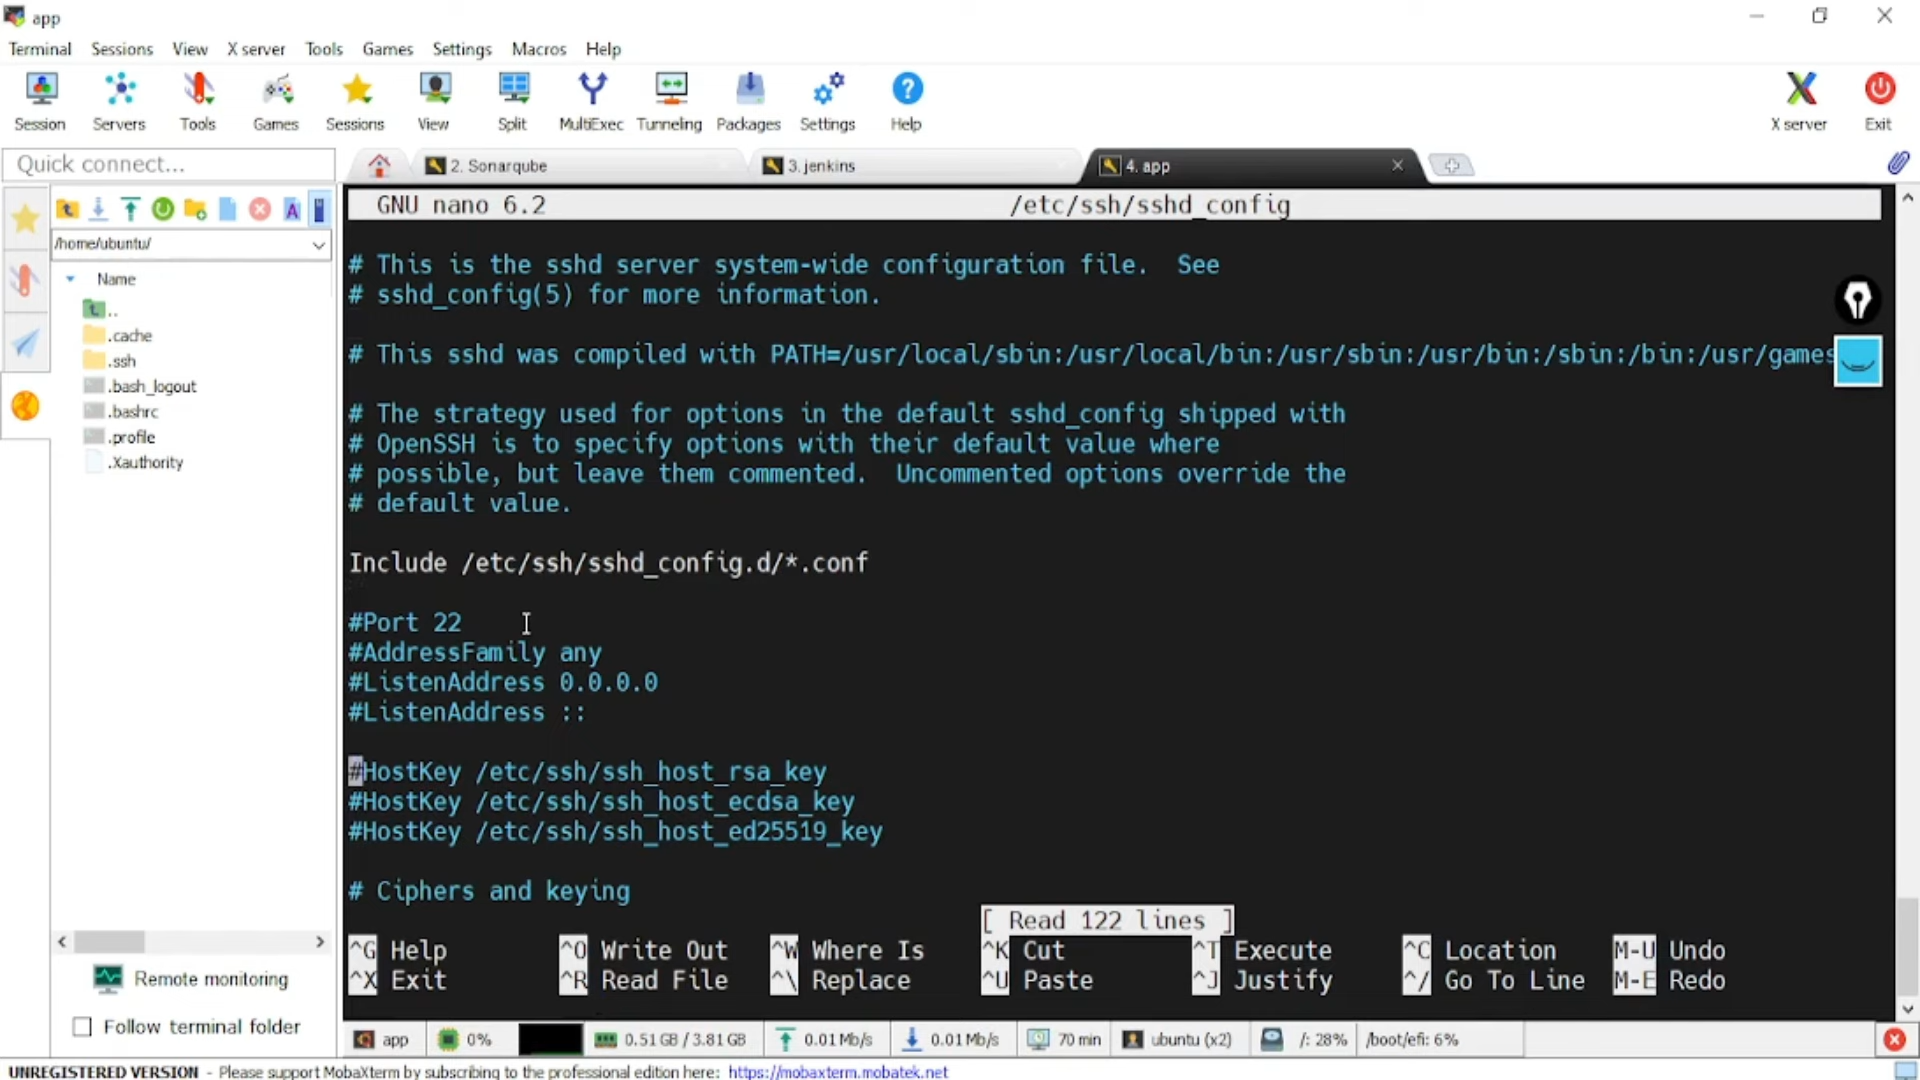 app
Terminal Sessions View X server Tools Games Settings Macros Help
Session Servers Tools Games Sessions View Split MultiExec Tunneling Packages Settings Help X server Exit
Quick connect...
2. Sonarqube 3. jenkins 4. app
/home/ubuntu/
Name
..
.cache
.ssh
.bash_logout
.bashrc
.profile
.Xauthority
Remote monitoring
Follow terminal folder
GNU nano 6.2 /etc/ssh/sshd_config
# This is the sshd server system-wide configuration file.  See
# sshd_config(5) for more information.
# This sshd was compiled with PATH=/usr/local/sbin:/usr/local/bin:/usr/sbin:/usr/bin:/sbin:/bin:/usr/games
# The strategy used for options in the default sshd_config shipped with
# OpenSSH is to specify options with their default value where
# possible, but leave them commented.  Uncommented options override the
# default value.
Include /etc/ssh/sshd_config.d/*.conf
#Port 22
#AddressFamily any
#ListenAddress 0.0.0.0
#ListenAddress ::
#HostKey /etc/ssh/ssh_host_rsa_key
#HostKey /etc/ssh/ssh_host_ecdsa_key
#HostKey /etc/ssh/ssh_host_ed25519_key
# Ciphers and keying
[ Read 122 lines ]
^G Help ^O Write Out ^W Where Is ^K Cut ^T Execute ^C Location M-U Undo
^X Exit ^R Read File ^\ Replace ^U Paste ^J Justify ^/ Go To Line M-E Redo
app 0% 0.51 GB / 3.81 GB 0.01 Mb/s 0.01 Mb/s 70 min ubuntu (x2) /: 28% /boot/efi: 6%
UNREGISTERED VERSION - Please support MobaXterm by subscribing to the professional edition here: https://mobaxterm.mobatek.net